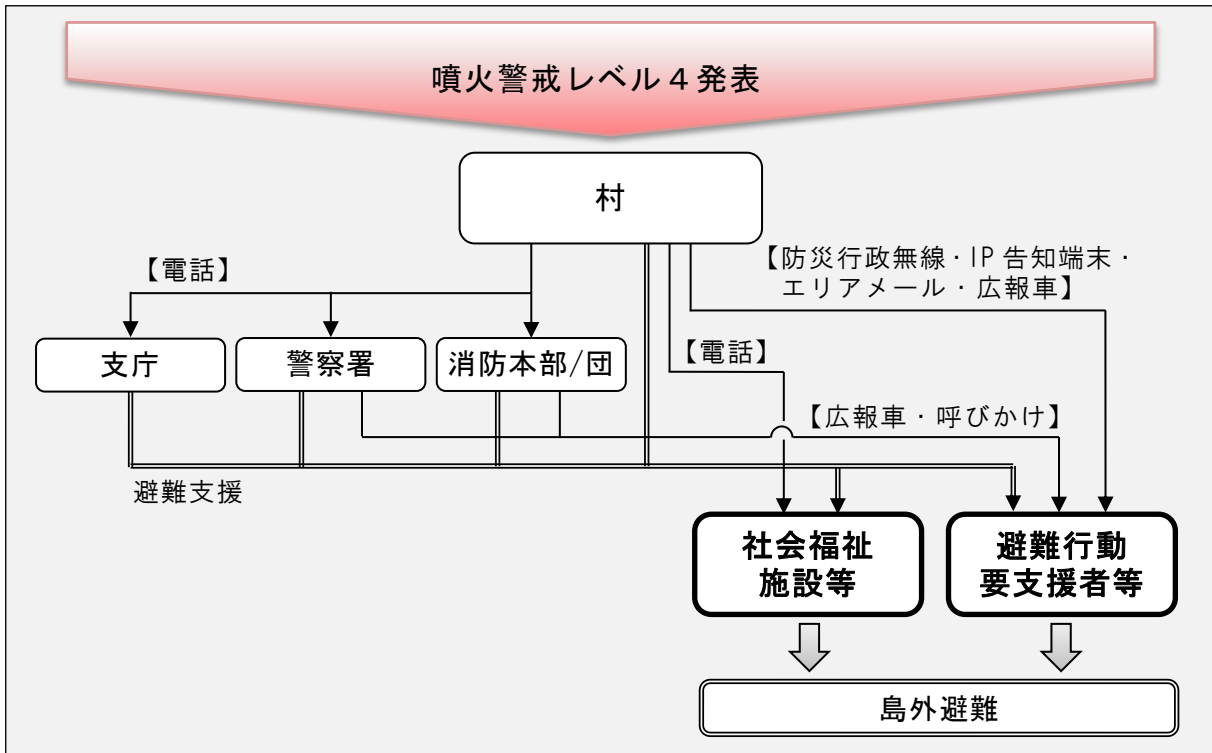 噴火警戒レベル４発表
村
【電話】
【防災行政無線・IP 告知端末・
エリアメール・広報車】
支庁
警察署
消防本部/団
【電話】
【広報車・呼びかけ】
避難支援
社会福祉
施設等
避難行動
要支援者等
島外避難